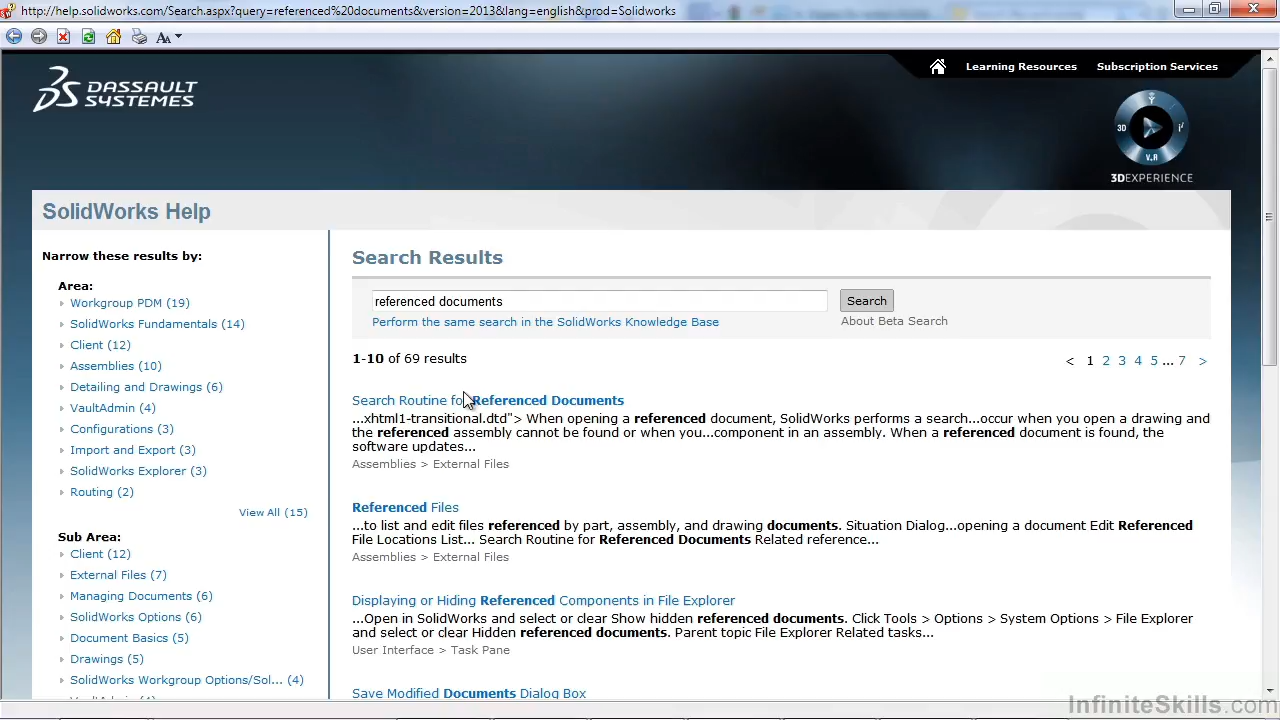 http://help.solidworks.com/Search.aspx?query=referenced%20documents&version=2013&lang=english&prod=Solidworks
DASSAULT
SYSTEMES
Learning Resources
Subscription Services
3D
V.R
3DEXPERIENCE
SolidWorks Help
Narrow these results by:
Area:
Workgroup PDM (19)
SolidWorks Fundamentals (14)
Client (12)
Assemblies (10)
Detailing and Drawings (6)
VaultAdmin (4)
Configurations (3)
Import and Export (3)
SolidWorks Explorer (3)
Routing (2)
View All (15)
Sub Area:
Client (12)
External Files (7)
Managing Documents (6)
SolidWorks Options (6)
Document Basics (5)
Drawings (5)
SolidWorks Workgroup Options/Sol... (4)
Search Results
referenced documents
Search
Perform the same search in the SolidWorks Knowledge Base
About Beta Search
1-10 of 69 results
< 1 2 3 4 5 ... 7 >
Search Routine for Referenced Documents
...xhtml1-transitional.dtd"> When opening a referenced document, SolidWorks performs a search...occur when you open a drawing and
the referenced assembly cannot be found or when you...component in an assembly. When a referenced document is found, the
software updates...
Assemblies > External Files
Referenced Files
...to list and edit files referenced by part, assembly, and drawing documents. Situation Dialog...opening a document Edit Referenced
File Locations List... Search Routine for Referenced Documents Related reference...
Assemblies > External Files
Displaying or Hiding Referenced Components in File Explorer
...Open in SolidWorks and select or clear Show hidden referenced documents. Click Tools > Options > System Options > File Explorer
and select or clear Hidden referenced documents. Parent topic File Explorer Related tasks...
User Interface > Task Pane
Save Modified Documents Dialog Box
InfiniteSkills.com